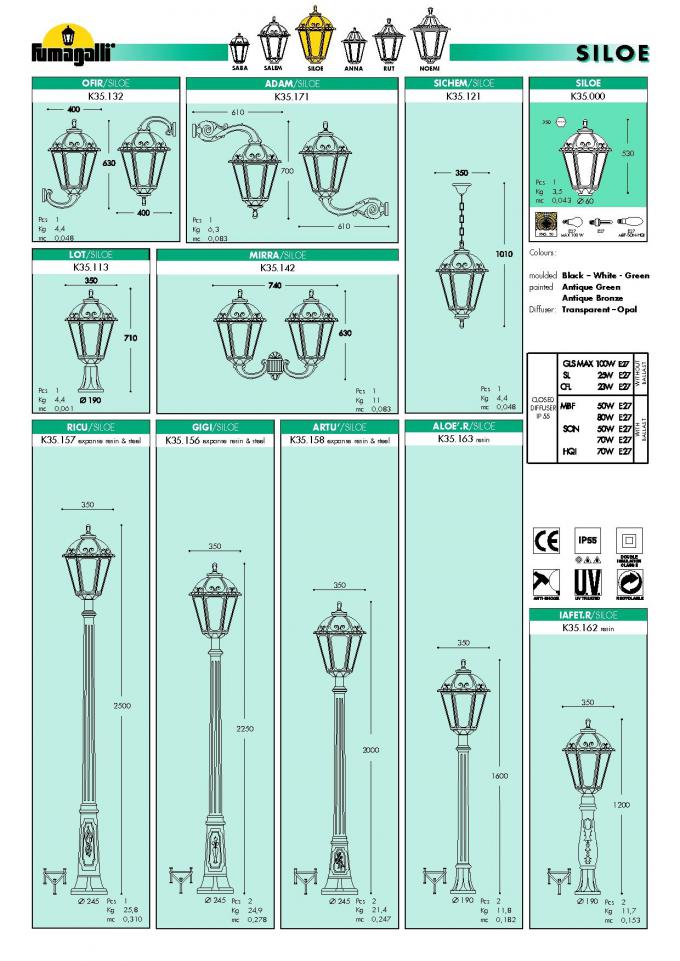 Fumagalli®
SABA
SALEM
SILOE
ANNA
RUT
NOEMI
SILOE
OFIR/SILOE
K35.132
400
630
400
Pcs 1
Kg 4,4
mc 0,048
ADAM/SILOE
K35.171
610
700
610
Pcs 1
Kg 6,3
mc 0,083
SICHEM/SILOE
K35.121
350
1010
Pcs 1
Kg 4,4
mc 0,048
SILOE
K35.000
350
530
Pcs 1
Kg 3,5
mc 0,043 Ø 60
E27
MAX 100 W
E27
E27
MBF-SON-HQI
Colours:
moulded Black – White - Green
painted Antique Green
Antique Bronze
Diffuser: Transparent – Opal
LOT/SILOE
K35.113
350
710
Pcs 1
Kg 4,4
mc 0,061
Ø 190
MIRRA/SILOE
K35.142
740
630
Pcs 1
Kg 11
mc 0,083
CLOSED
DIFFUSER
IP 55
GLS MAX 100W E27
SL 25W E27
CFL 23W E27
WITHOUT
BALLAST
MBF 50W E27
80W E27
SON 50W E27
70W E27
HQI 70W E27
WITH
BALLAST
RICU/SILOE
K35.157 expanse resin & steel
350
2500
Ø 245
Pcs 1
Kg 25,8
mc 0,310
GIGI/SILOE
K35.156 expanse resin & steel
350
2250
Ø 245
Pcs 2
Kg 24,9
mc 0,278
ARTU'/SILOE
K35.158 expanse resin & steel
350
2000
Ø 245
Pcs 2
Kg 21,4
mc 0,247
ALOE'.R/SILOE
K35.163 resin
350
1600
Ø 190
Pcs 2
Kg 11,8
mc 0,182
CE
IP55
DOUBLE
INSULATION
CLASS II
ANTI-SHOCK
U.V.
UV TREATED
RECYCLABLE
IAFET.R/SILOE
K35.162 resin
350
1200
Ø 190
Pcs 2
Kg 11,7
mc 0,153